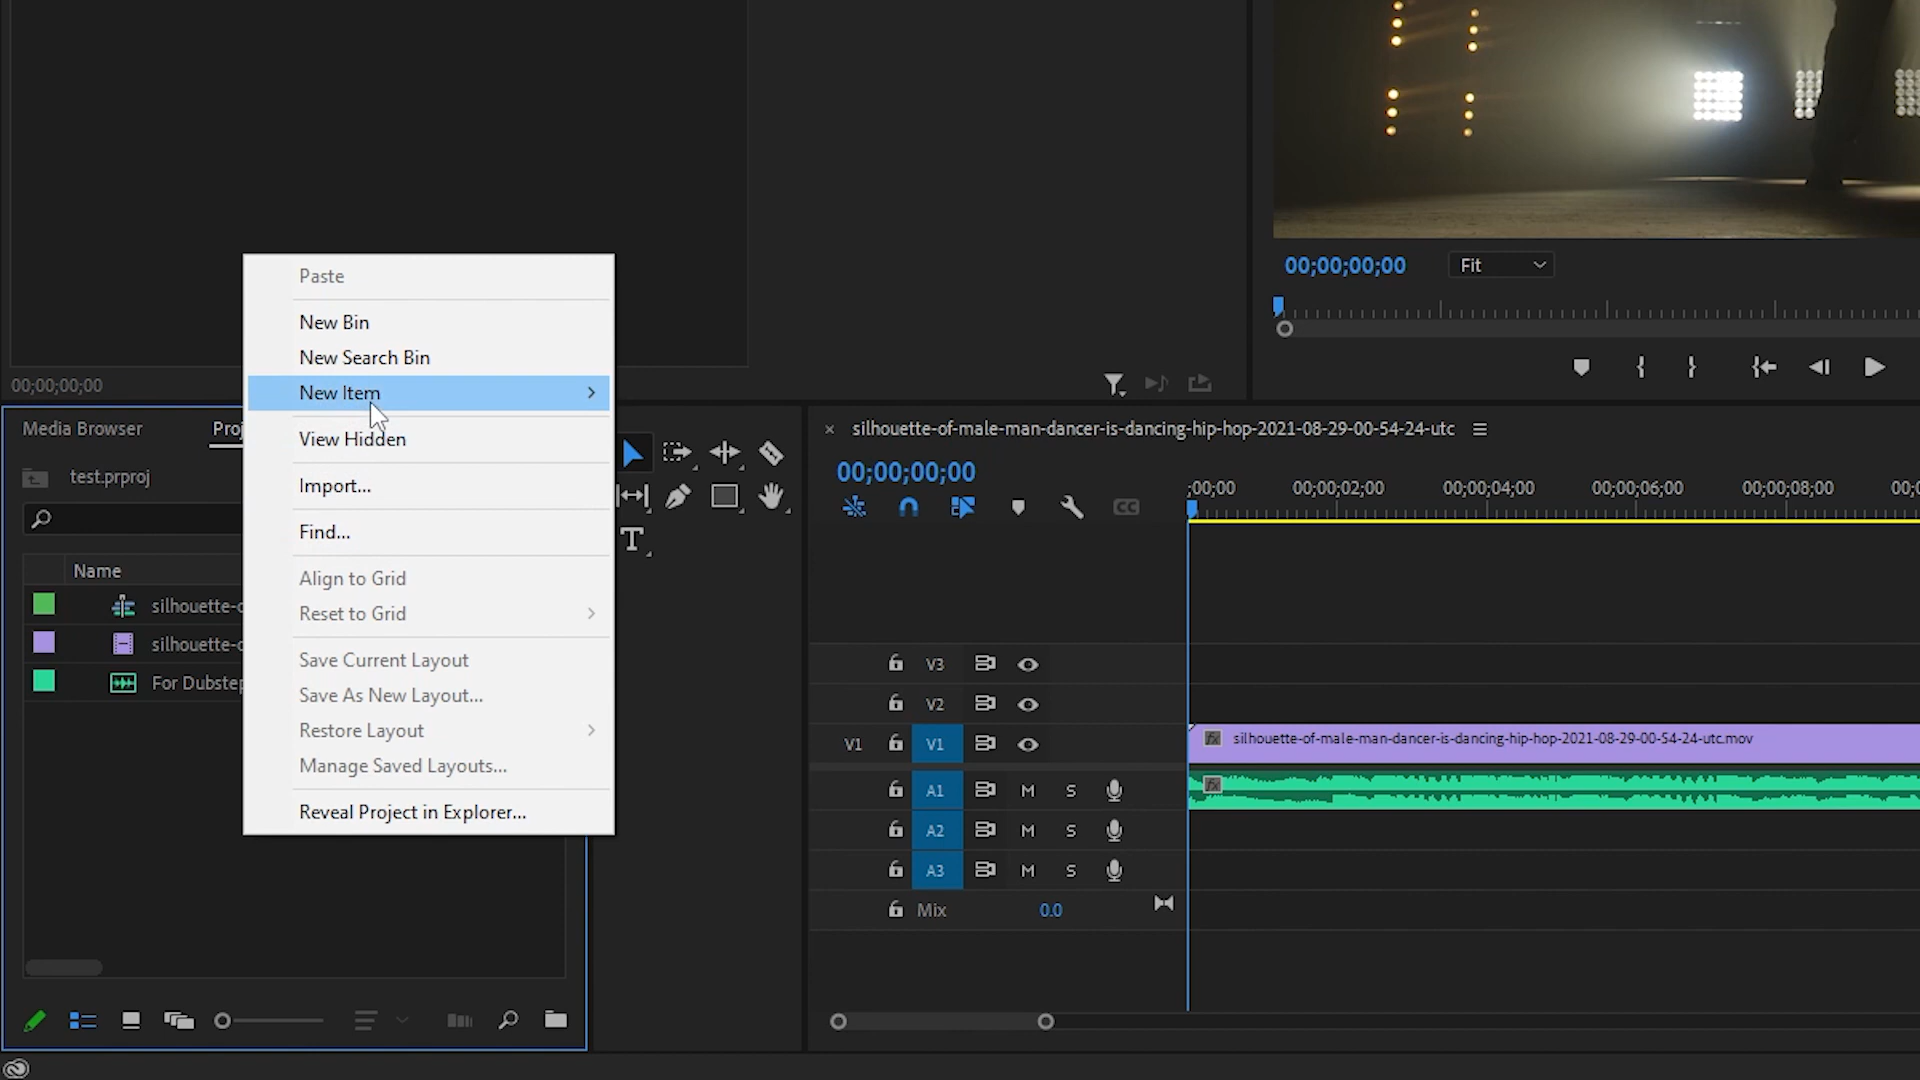 00;00;00;00
Fit
00;00;00;00
Paste
New Bin
New Search Bin
New Item
View Hidden
Import...
Find...
Align to Grid
Reset to Grid
Save Current Layout
Save As New Layout...
Restore Layout
Manage Saved Layouts...
Reveal Project in Explorer...
Media Browser
Proj
test.prproj
Name
silhouette-o
silhouette-o
For Dubstep
T
× silhouette-of-male-man-dancer-is-dancing-hip-hop-2021-08-29-00-54-24-utc
00;00;00;00
CC
;00;00
00;00;02;00
00;00;04;00
00;00;06;00
00;00;08;00
00;
V3
V2
V1 V1
fx silhouette-of-male-man-dancer-is-dancing-hip-hop-2021-08-29-00-54-24-utc.mov
A1 M S
fx
A2 M S
A3 M S
Mix 0.0